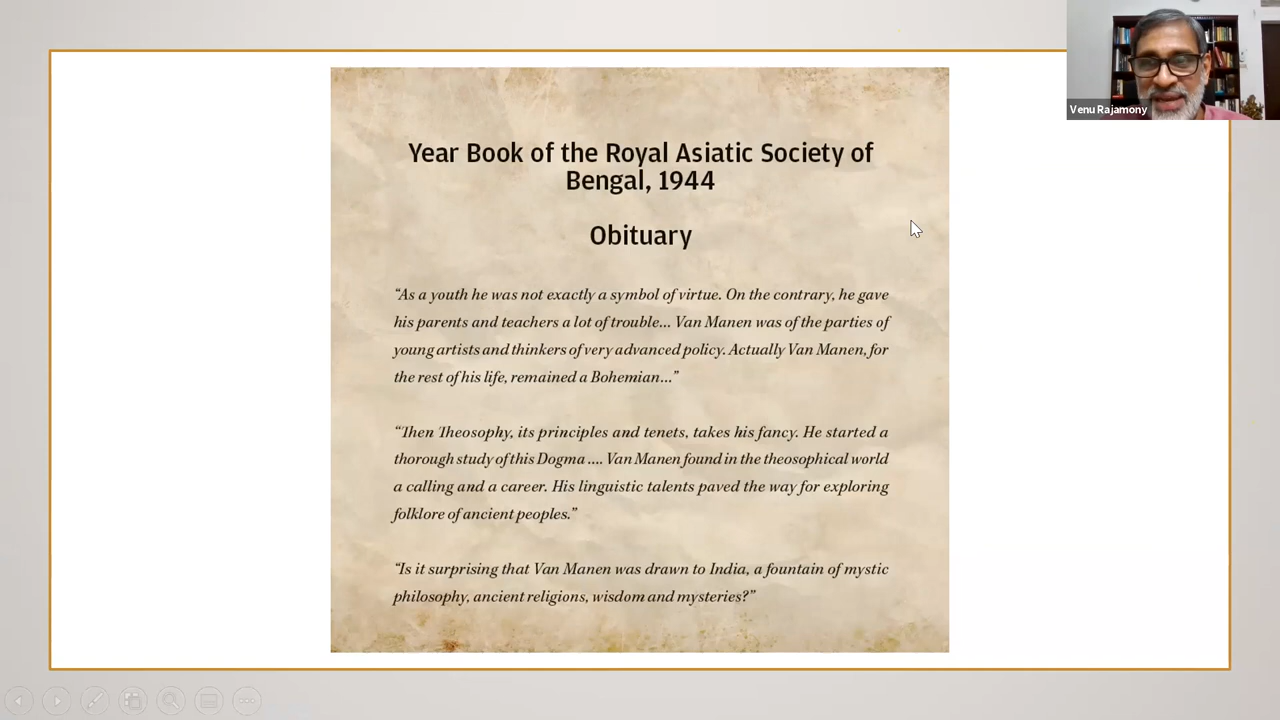 Venu Rajamony
Year Book of the Royal Asiatic Society of
Bengal, 1944
Obituary
“As a youth he was not exactly a symbol of virtue. On the contrary, he gave
his parents and teachers a lot of trouble... Van Manen was of the parties of
young artists and thinkers of very advanced policy. Actually Van Manen, for
the rest of his life, remained a Bohemian...”
“Then Theosophy, its principles and tenets, takes his fancy. He started a
thorough study of this Dogma .... Van Manen found in the theosophical world
a calling and a career. His linguistic talents paved the way for exploring
folklore of ancient peoples.”
“Is it surprising that Van Manen was drawn to India, a fountain of mystic
philosophy, ancient religions, wisdom and mysteries?”